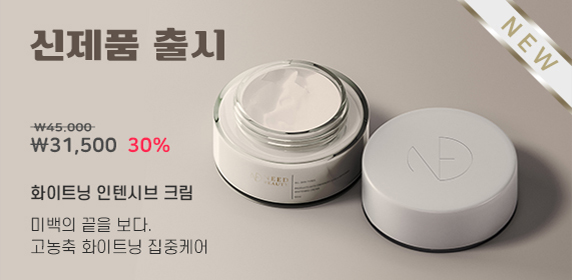 신제품 출시
NEW
₩45,000
₩31,500 30%
화이트닝 인텐시브 크림
미백의 끝을 보다.
고농축 화이트닝 집중케어